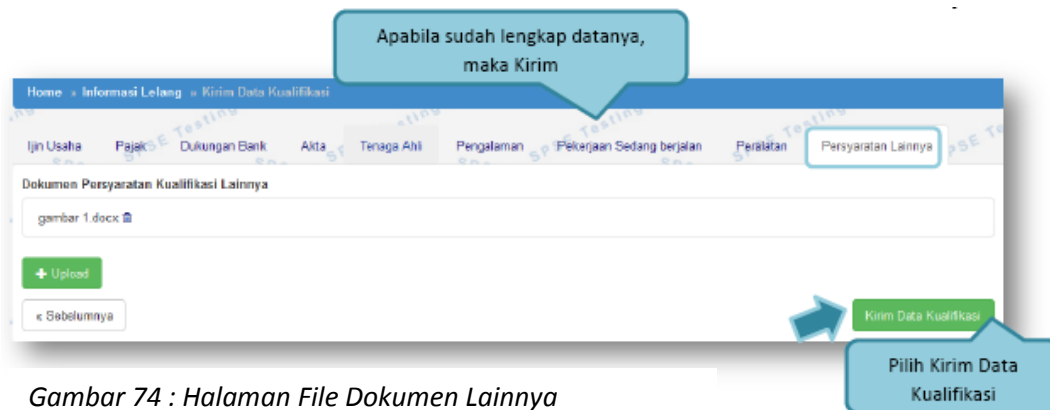 Apabila sudah lengkap datanya,
maka Kirim
Home » Informasi Lelang » Kirim Data Kualifikasi
Ijin Usaha Pajak Dukungan Bank Akta Tenaga Ahli Pengalaman Pekerjaan Sedang berjalan Peralatan Persyaratan Lainnya
Dokumen Persyaratan Kualifikasi Lainnya
gambar 1.docx
+ Upload
« Sebelumnya
Kirim Data Kualifikasi
Pilih Kirim Data
Kualifikasi
Gambar 74 : Halaman File Dokumen Lainnya